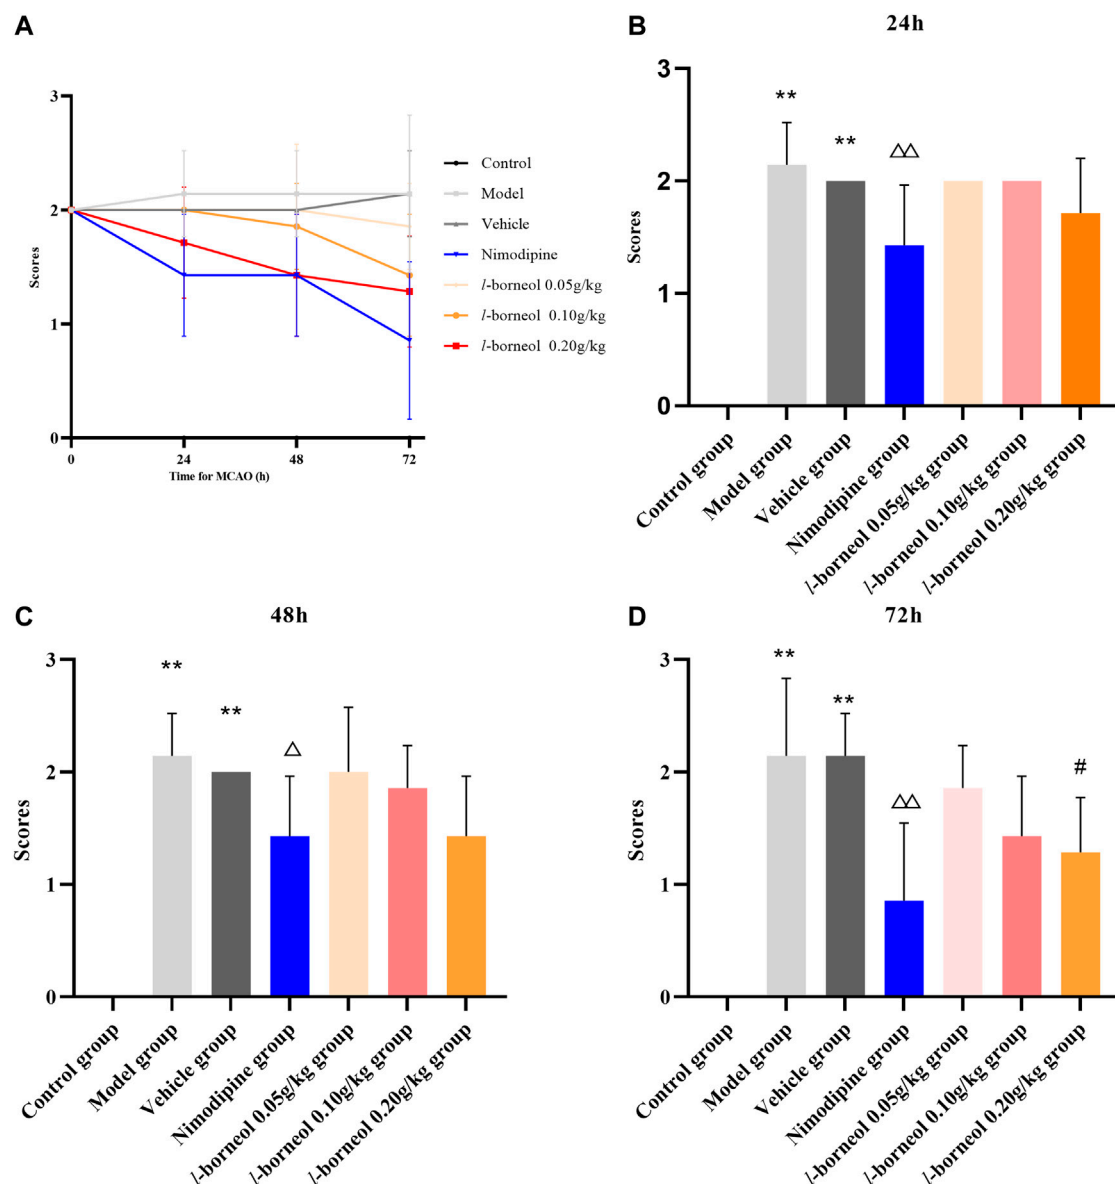 A
3
2
1
0
Scores
0
24
48
72
Time for MCAO (h)
Control
Model
Vehicle
Nimodipine
l-borneol 0.05g/kg
l-borneol 0.10g/kg
l-borneol 0.20g/kg
B
24h
3
2
1
0
Scores
**
**
△△
Control group
Model group
Vehicle group
Nimodipine group
l-borneol 0.05g/kg group
l-borneol 0.10g/kg group
l-borneol 0.20g/kg group
C
48h
3
2
1
0
Scores
**
**
△
Control group
Model group
Vehicle group
Nimodipine group
l-borneol 0.05g/kg group
l-borneol 0.10g/kg group
l-borneol 0.20g/kg group
D
72h
3
2
1
0
Scores
**
**
△△
#
Control group
Model group
Vehicle group
Nimodipine group
l-borneol 0.05g/kg group
l-borneol 0.10g/kg group
l-borneol 0.20g/kg group